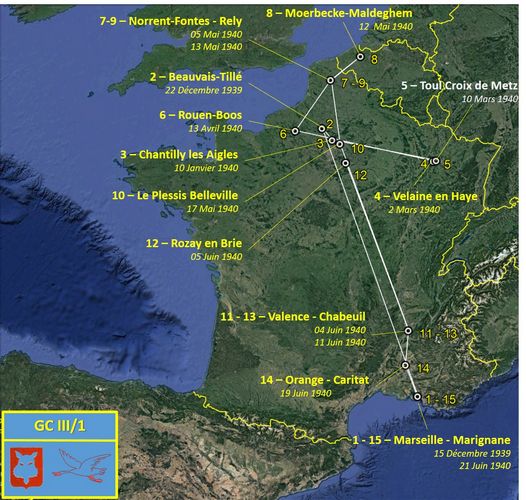 7-9 – Norrent-Fontes - Rely
05 Mai 1940
13 Mai 1940
8 – Moerbecke-Maldeghem
12 Mai 1940
8
2 – Beauvais-Tillé
22 Décembre 1939
7 - 9
5 – Toul Croix de Metz
10 Mars 1940
6 – Rouen-Boos
13 Avril 1940
2
6
3
10
4
5
3 – Chantilly les Aigles
10 Janvier 1940
12
10 – Le Plessis Belleville
17 Mai 1940
4 – Velaine en Haye
2 Mars 1940
12 – Rozay en Brie
05 Juin 1940
11 - 13 – Valence - Chabeuil
04 Juin 1940
11 Juin 1940
11 - 13
14
14 – Orange - Caritat
19 Juin 1940
1 - 15
GC III/1
1 - 15 – Marseille - Marignane
15 Décembre 1939
21 Juin 1940